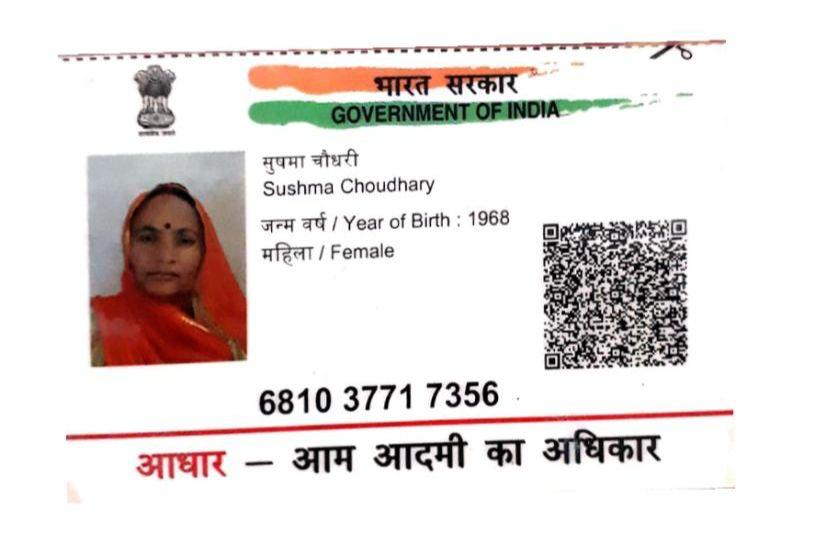 भारत सरकार
GOVERNMENT OF INDIA
सुषमा चौधरी
Sushma Choudhary
जन्म वर्ष / Year of Birth : 1968
महिला / Female
6810 3771 7356
आधार – आम आदमी का अधिकार